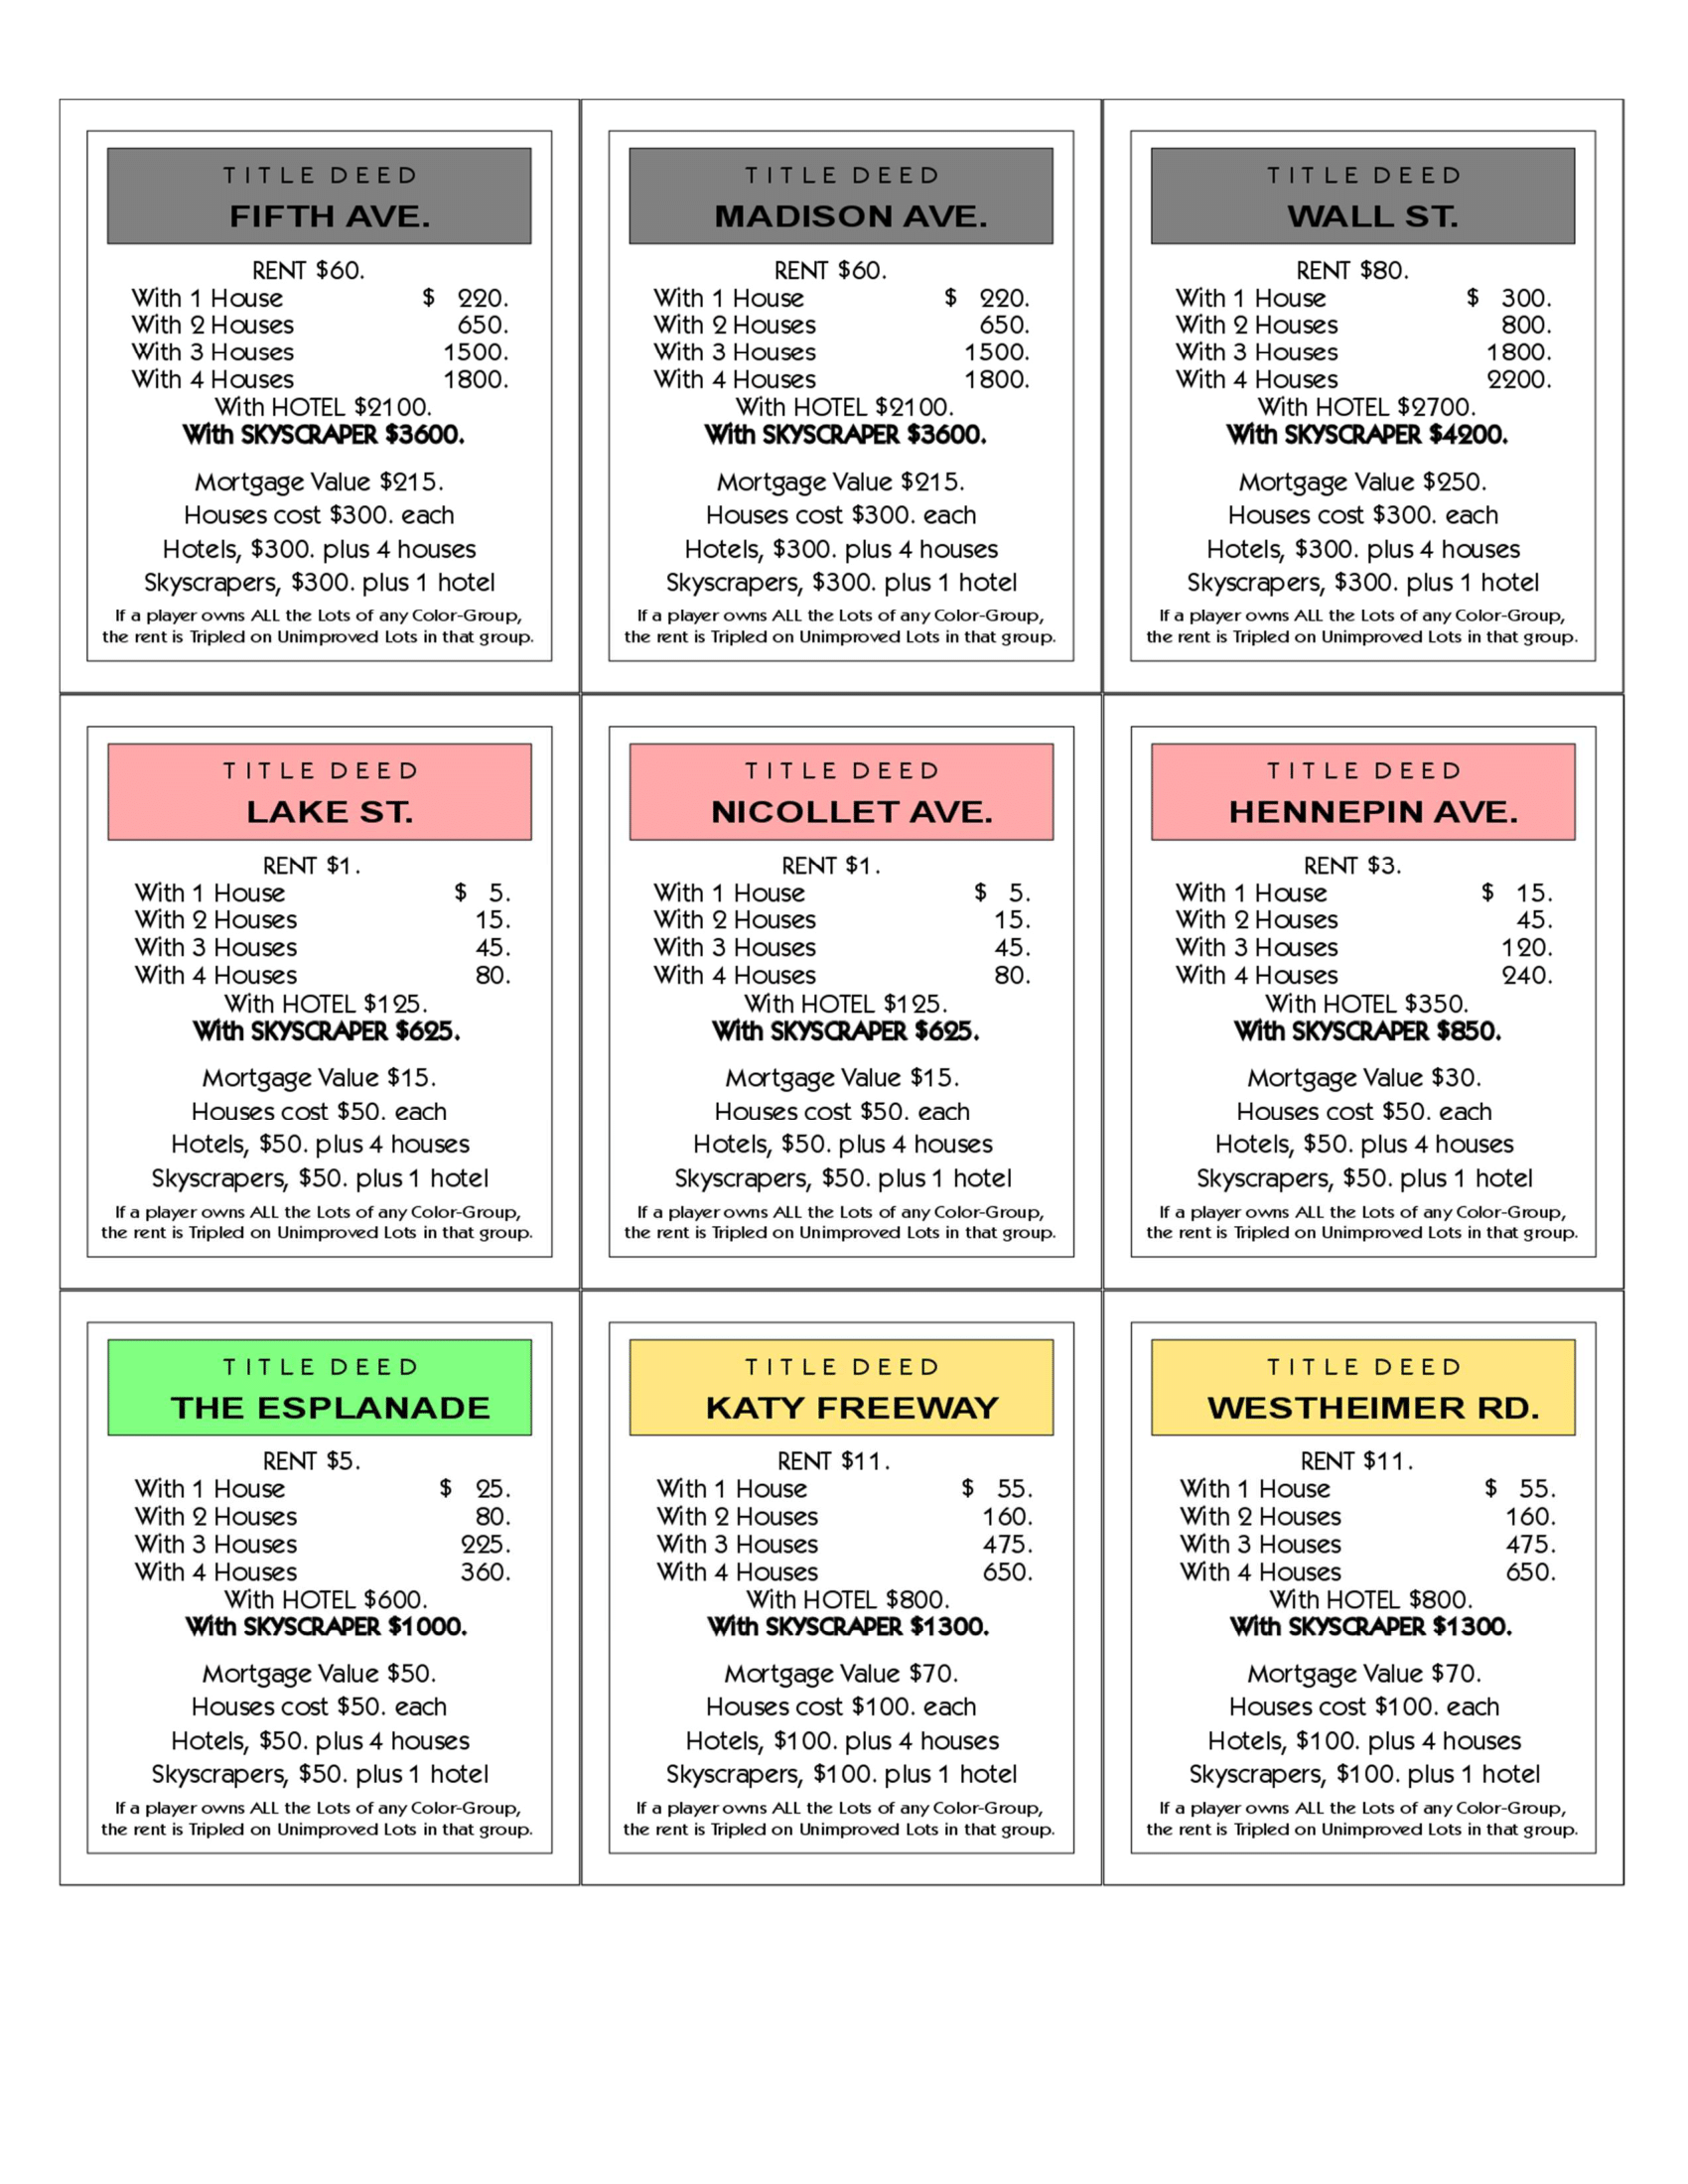 TITLE DEED
FIFTH AVE.
RENT $60.
With 1 House $ 220.
With 2 Houses 650.
With 3 Houses 1500.
With 4 Houses 1800.
With HOTEL $2100.
With SKYSCRAPER $3600.
Mortgage Value $215.
Houses cost $300. each
Hotels, $300. plus 4 houses
Skyscrapers, $300. plus 1 hotel
If a player owns ALL the Lots of any Color-Group,
the rent is Tripled on Unimproved Lots in that group.
TITLE DEED
MADISON AVE.
RENT $60.
With 1 House $ 220.
With 2 Houses 650.
With 3 Houses 1500.
With 4 Houses 1800.
With HOTEL $2100.
With SKYSCRAPER $3600.
Mortgage Value $215.
Houses cost $300. each
Hotels, $300. plus 4 houses
Skyscrapers, $300. plus 1 hotel
If a player owns ALL the Lots of any Color-Group,
the rent is Tripled on Unimproved Lots in that group.
TITLE DEED
WALL ST.
RENT $80.
With 1 House $ 300.
With 2 Houses 800.
With 3 Houses 1800.
With 4 Houses 2200.
With HOTEL $2700.
With SKYSCRAPER $4200.
Mortgage Value $250.
Houses cost $300. each
Hotels, $300. plus 4 houses
Skyscrapers, $300. plus 1 hotel
If a player owns ALL the Lots of any Color-Group,
the rent is Tripled on Unimproved Lots in that group.
TITLE DEED
LAKE ST.
RENT $1.
With 1 House $ 5.
With 2 Houses 15.
With 3 Houses 45.
With 4 Houses 80.
With HOTEL $125.
With SKYSCRAPER $625.
Mortgage Value $15.
Houses cost $50. each
Hotels, $50. plus 4 houses
Skyscrapers, $50. plus 1 hotel
If a player owns ALL the Lots of any Color-Group,
the rent is Tripled on Unimproved Lots in that group.
TITLE DEED
NICOLLET AVE.
RENT $1.
With 1 House $ 5.
With 2 Houses 15.
With 3 Houses 45.
With 4 Houses 80.
With HOTEL $125.
With SKYSCRAPER $625.
Mortgage Value $15.
Houses cost $50. each
Hotels, $50. plus 4 houses
Skyscrapers, $50. plus 1 hotel
If a player owns ALL the Lots of any Color-Group,
the rent is Tripled on Unimproved Lots in that group.
TITLE DEED
HENNEPIN AVE.
RENT $3.
With 1 House $ 15.
With 2 Houses 45.
With 3 Houses 120.
With 4 Houses 240.
With HOTEL $350.
With SKYSCRAPER $850.
Mortgage Value $30.
Houses cost $50. each
Hotels, $50. plus 4 houses
Skyscrapers, $50. plus 1 hotel
If a player owns ALL the Lots of any Color-Group,
the rent is Tripled on Unimproved Lots in that group.
TITLE DEED
THE ESPLANADE
RENT $5.
With 1 House $ 25.
With 2 Houses 80.
With 3 Houses 225.
With 4 Houses 360.
With HOTEL $600.
With SKYSCRAPER $1000.
Mortgage Value $50.
Houses cost $50. each
Hotels, $50. plus 4 houses
Skyscrapers, $50. plus 1 hotel
If a player owns ALL the Lots of any Color-Group,
the rent is Tripled on Unimproved Lots in that group.
TITLE DEED
KATY FREEWAY
RENT $11.
With 1 House $ 55.
With 2 Houses 160.
With 3 Houses 475.
With 4 Houses 650.
With HOTEL $800.
With SKYSCRAPER $1300.
Mortgage Value $70.
Houses cost $100. each
Hotels, $100. plus 4 houses
Skyscrapers, $100. plus 1 hotel
If a player owns ALL the Lots of any Color-Group,
the rent is Tripled on Unimproved Lots in that group.
TITLE DEED
WESTHEIMER RD.
RENT $11.
With 1 House $ 55.
With 2 Houses 160.
With 3 Houses 475.
With 4 Houses 650.
With HOTEL $800.
With SKYSCRAPER $1300.
Mortgage Value $70.
Houses cost $100. each
Hotels, $100. plus 4 houses
Skyscrapers, $100. plus 1 hotel
If a player owns ALL the Lots of any Color-Group,
the rent is Tripled on Unimproved Lots in that group.